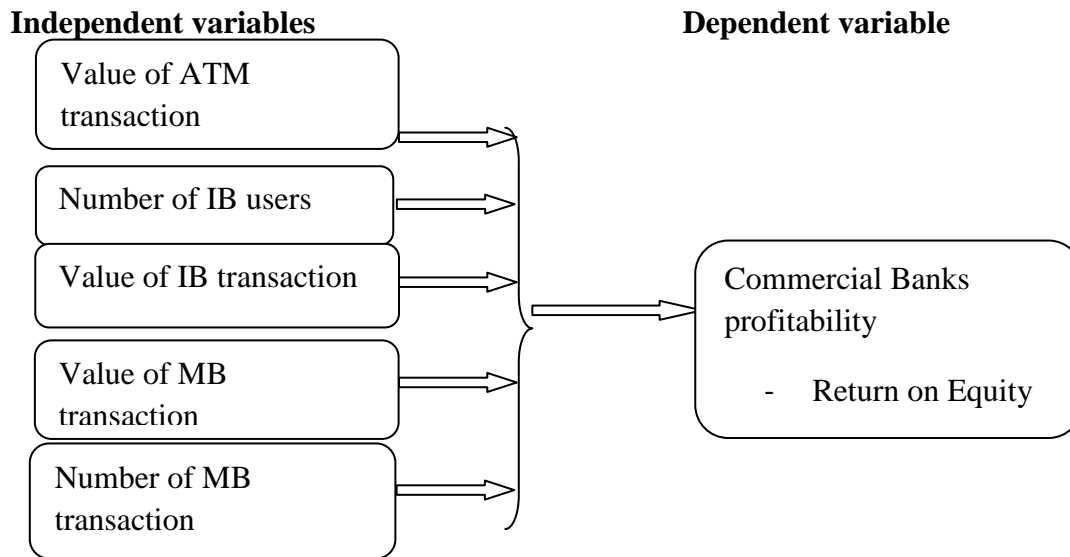 Independent variables
Dependent variable
Value of ATM
transaction
Number of IB users
Value of IB transaction
Value of MB
transaction
Number of MB
transaction
Commercial Banks
profitability
- Return on Equity